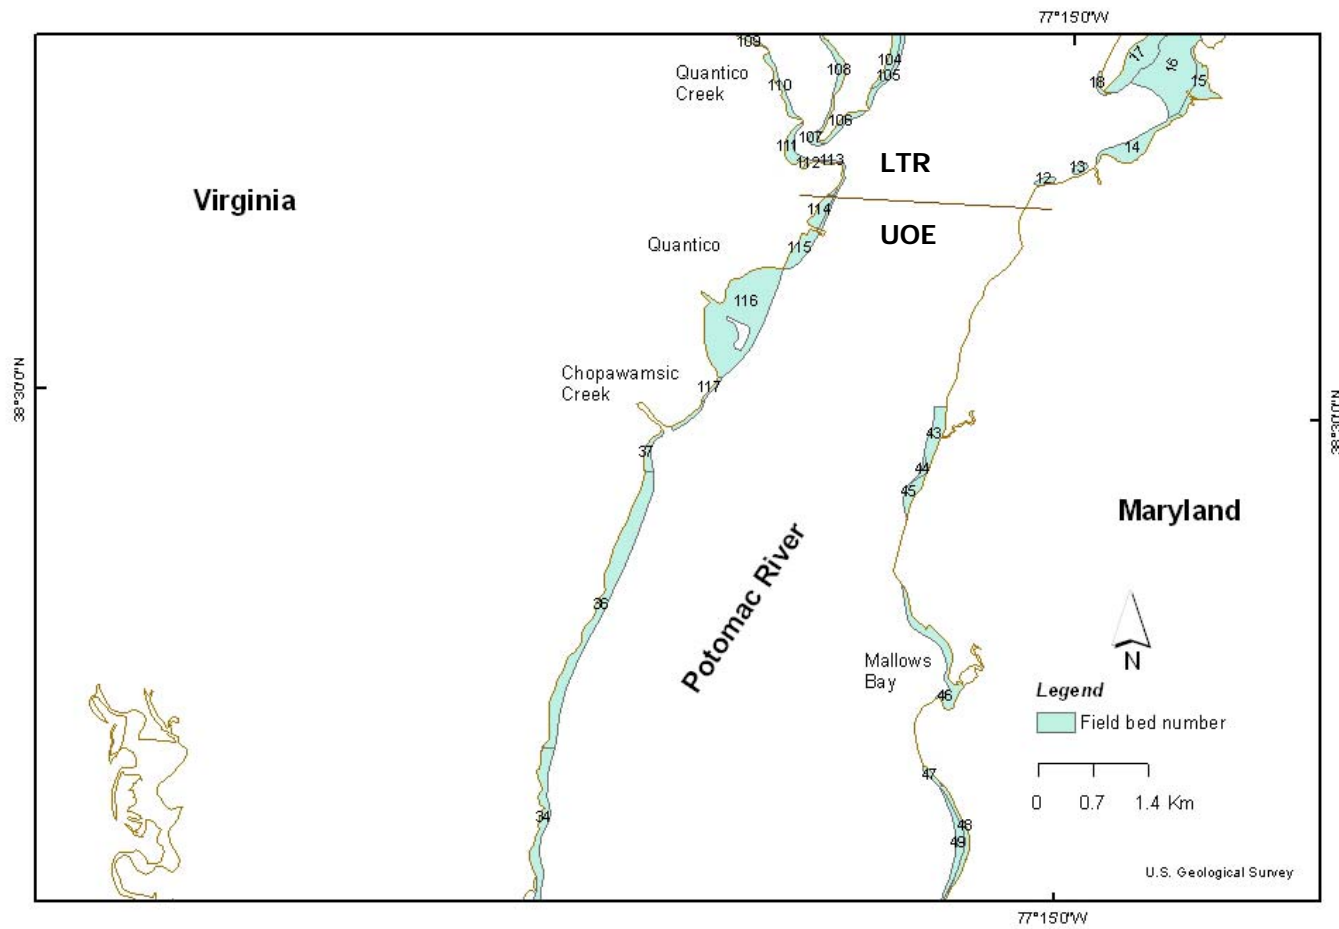 77°15'0"W
109
108
104
17
16
Quantico
Creek
110
105
18
15
106
107
111
14
112
113
LTR
13
12
Virginia
114
UOE
Quantico
115
116
Chopawamsic
Creek
117
38°30'0"N
38°30'0"N
43
37
44
45
Maryland
Potomac River
36
N
Mallows
Bay
46
Legend
Field bed number
47
0 0.7 1.4 Km
34
48
49
U.S. Geological Survey
77°15'0"W